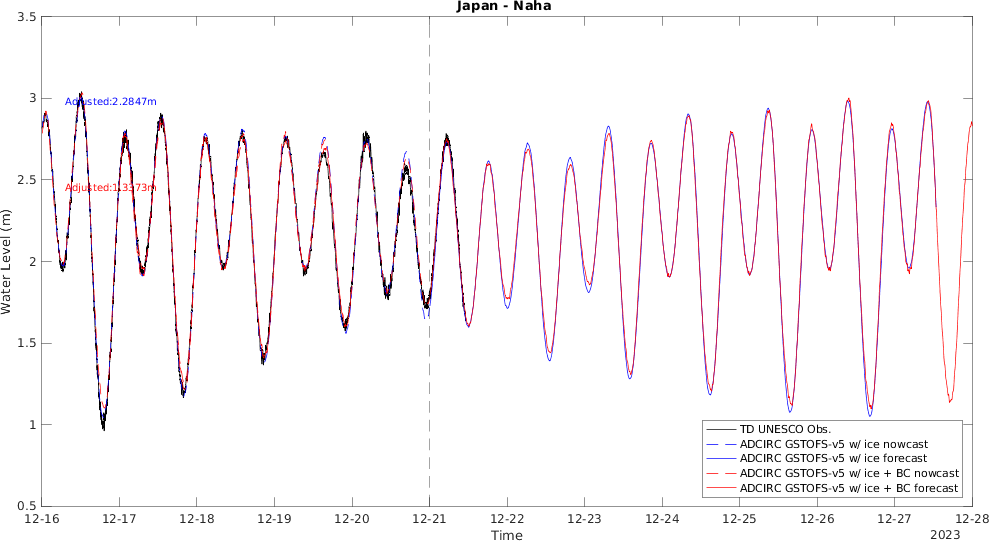 Japan - Naha
3.5
3
2.5
2
1.5
1
0.5
Water Level (m)
Adjusted:2.2847m
Adjusted:1.3373m
TD UNESCO Obs.
ADCIRC GSTOFS-v5 w/ ice nowcast
ADCIRC GSTOFS-v5 w/ ice forecast
ADCIRC GSTOFS-v5 w/ ice + BC nowcast
ADCIRC GSTOFS-v5 w/ ice + BC forecast
12-16 12-17 12-18 12-19 12-20 12-21 12-22 12-23 12-24 12-25 12-26 12-27 12-28
Time
2023